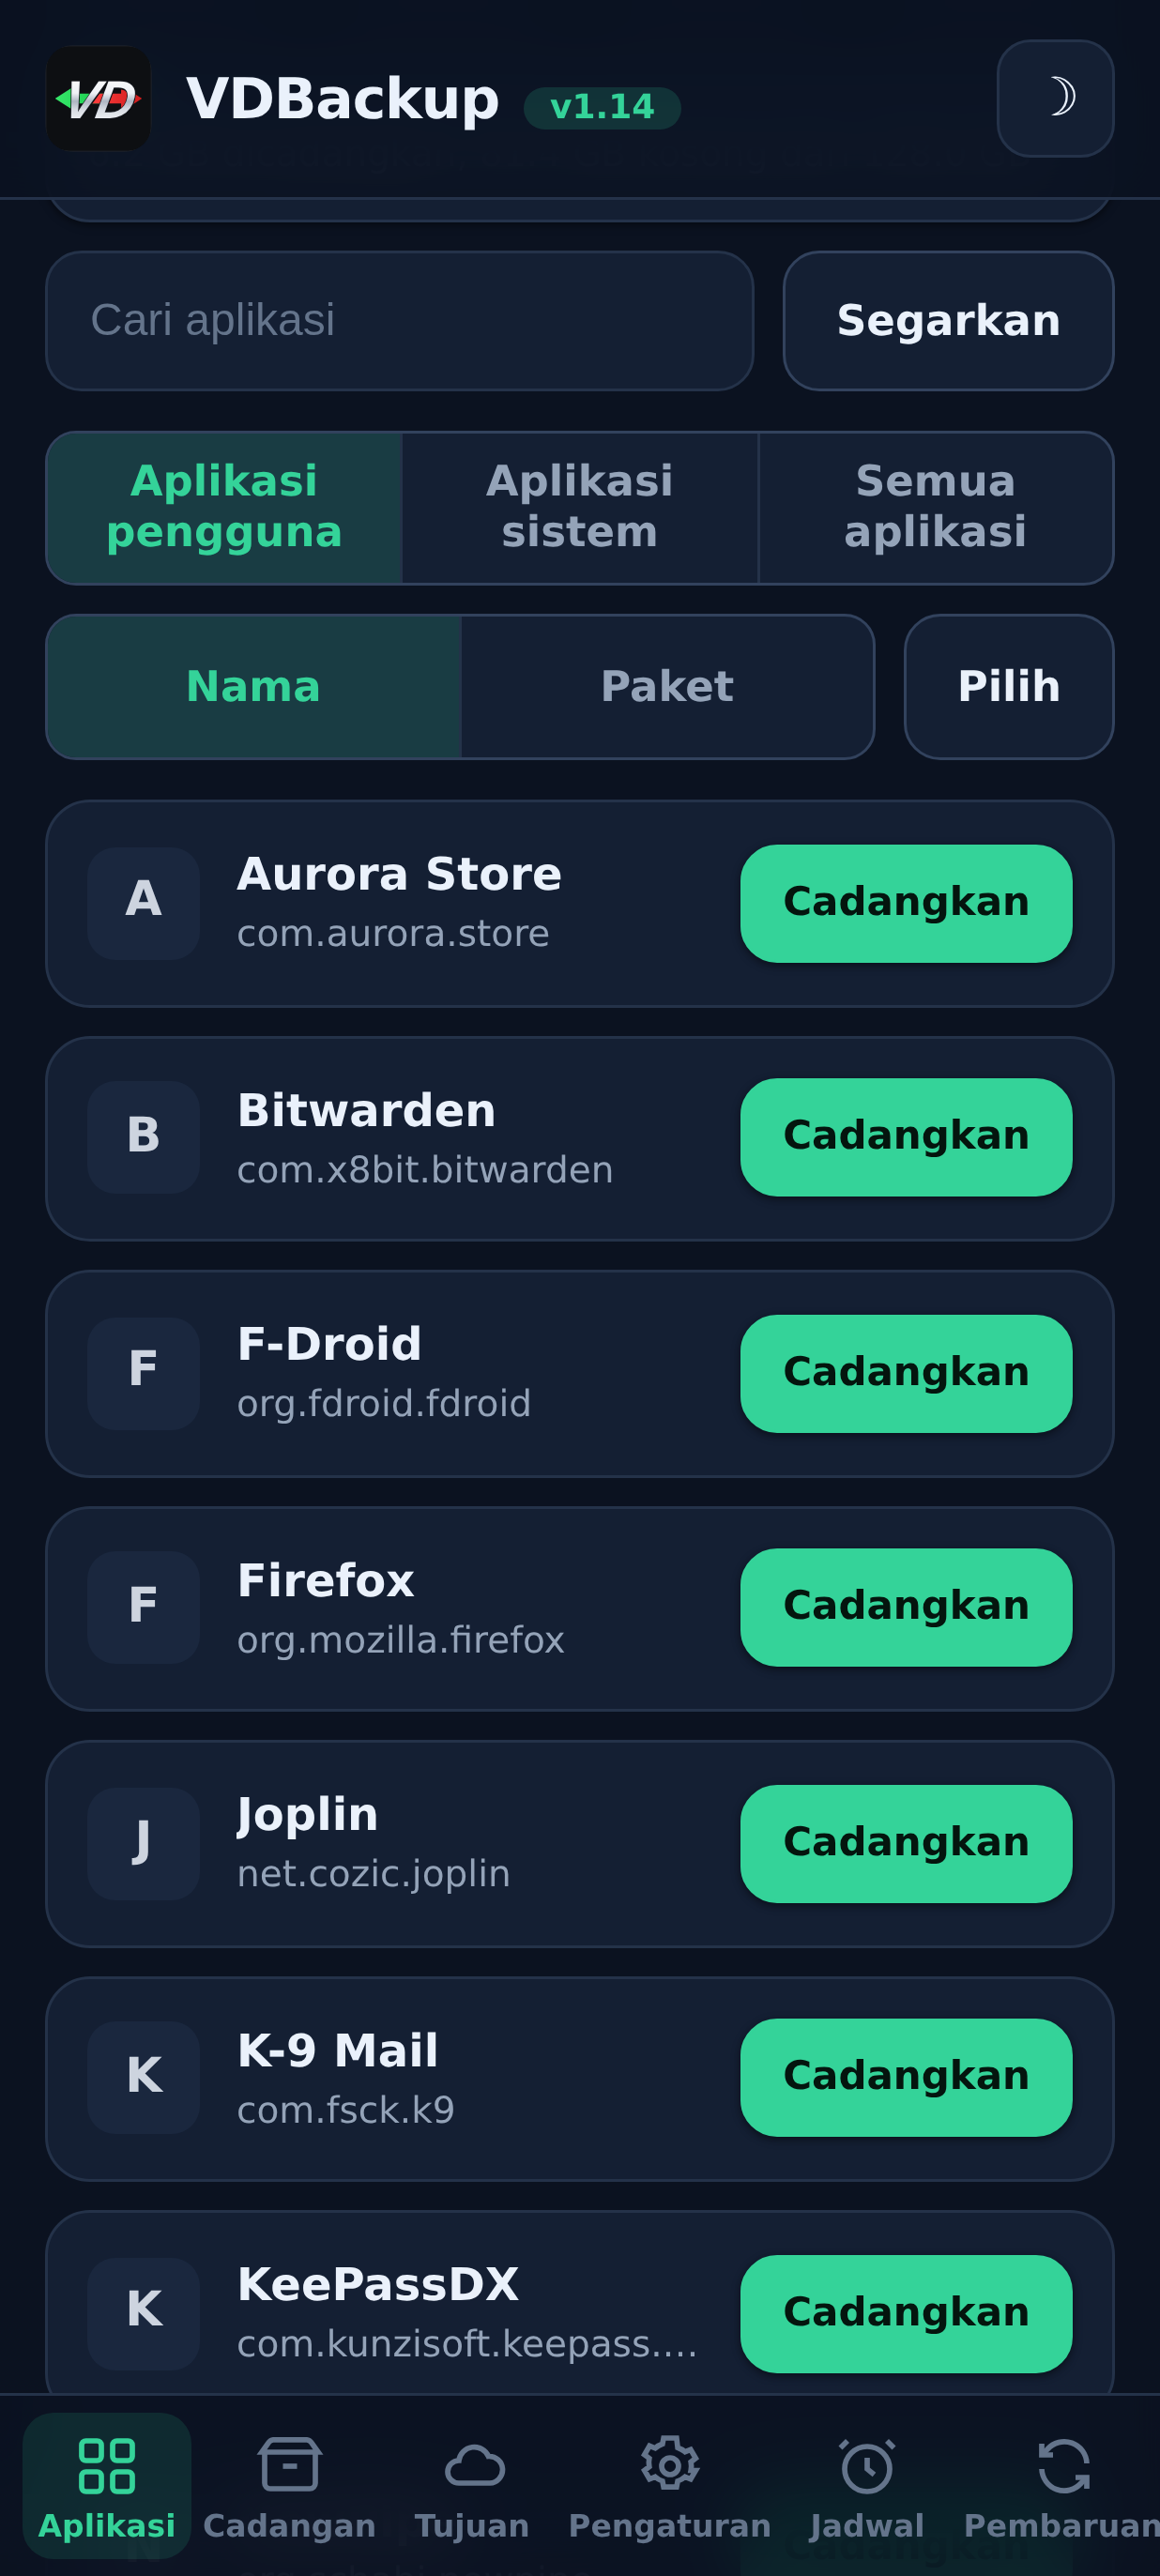 VD
VDBackup v1.14
Cari aplikasi
Segarkan
Aplikasi pengguna
Aplikasi sistem
Semua aplikasi
Nama
Paket
Pilih
A
Aurora Store
com.aurora.store
Cadangkan
B
Bitwarden
com.x8bit.bitwarden
Cadangkan
F
F-Droid
org.fdroid.fdroid
Cadangkan
F
Firefox
org.mozilla.firefox
Cadangkan
J
Joplin
net.cozic.joplin
Cadangkan
K
K-9 Mail
com.fsck.k9
Cadangkan
K
KeePassDX
com.kunzisoft.keepass....
Cadangkan
Aplikasi
Cadangan
Tujuan
Pengaturan
Jadwal
Pembaruan